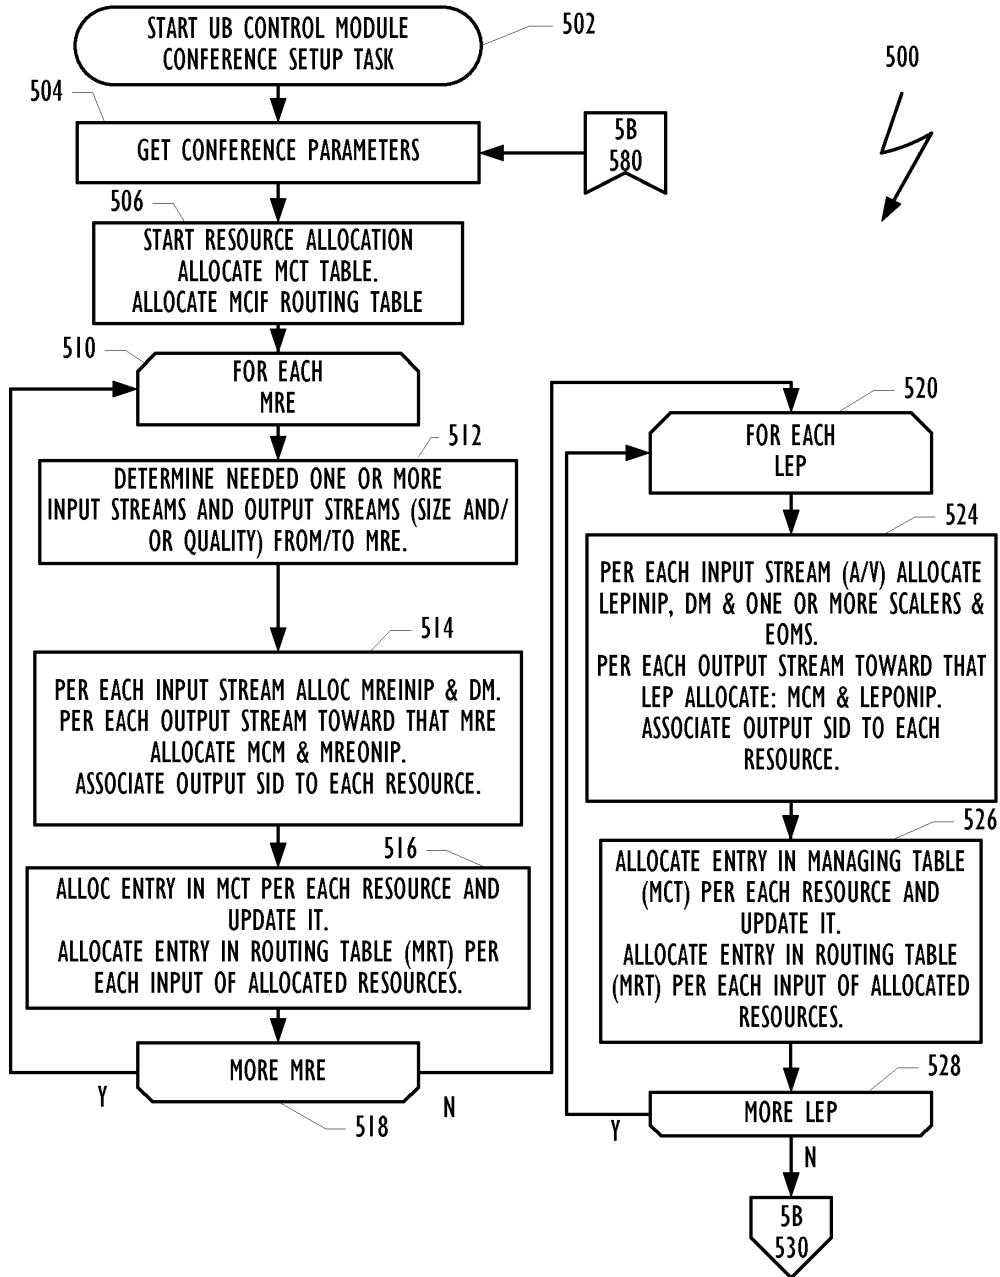 START UB CONTROL MODULE
CONFERENCE SETUP TASK
502
500
504
GET CONFERENCE PARAMETERS
5B
580
506
START RESOURCE ALLOCATION
ALLOCATE MCT TABLE.
ALLOCATE MCIF ROUTING TABLE
510
FOR EACH
MRE
512
DETERMINE NEEDED ONE OR MORE
INPUT STREAMS AND OUTPUT STREAMS (SIZE AND/
OR QUALITY) FROM/TO MRE.
514
PER EACH INPUT STREAM ALLOC MREINIP & DM.
PER EACH OUTPUT STREAM TOWARD THAT MRE
ALLOCATE MCM & MREONIP.
ASSOCIATE OUTPUT SID TO EACH RESOURCE.
516
ALLOC ENTRY IN MCT PER EACH RESOURCE AND
UPDATE IT.
ALLOCATE ENTRY IN ROUTING TABLE (MRT) PER
EACH INPUT OF ALLOCATED RESOURCES.
MORE MRE
Y
N
518
520
FOR EACH
LEP
524
PER EACH INPUT STREAM (A/V) ALLOCATE
LEPINIP, DM & ONE OR MORE SCALERS &
EOMS.
PER EACH OUTPUT STREAM TOWARD THAT
LEP ALLOCATE: MCM & LEPONIP.
ASSOCIATE OUTPUT SID TO EACH
RESOURCE.
526
ALLOCATE ENTRY IN MANAGING TABLE
(MCT) PER EACH RESOURCE AND
UPDATE IT.
ALLOCATE ENTRY IN ROUTING TABLE
(MRT) PER EACH INPUT OF ALLOCATED
RESOURCES.
528
MORE LEP
Y
N
5B
530